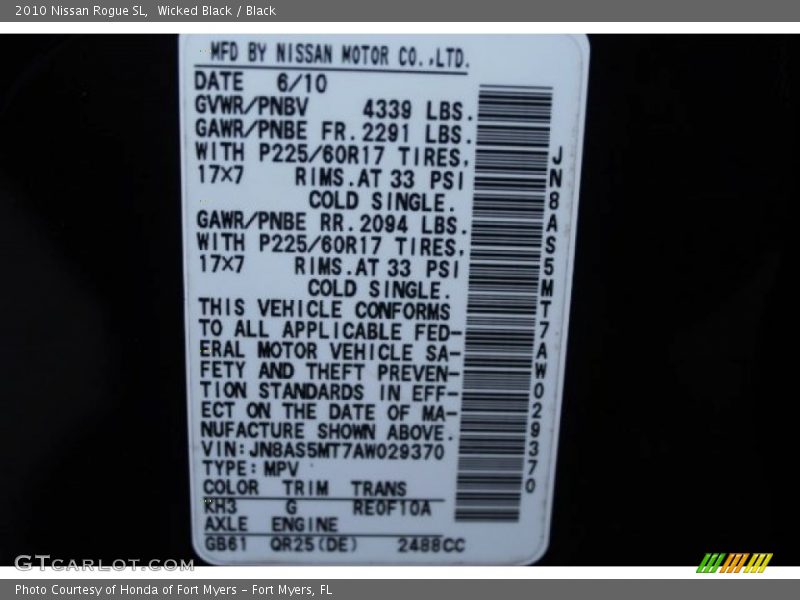 2010 Nissan Rogue SL, Wicked Black / Black
MFD BY NISSAN MOTOR CO.,LTD.
DATE 6/10
GVWR/PNBV 4339 LBS.
GAWR/PNBE FR.2291 LBS.
WITH P225/60R17 TIRES,
17X7 RIMS.AT 33 PSI
COLD SINGLE.
GAWR/PNBE RR.2094 LBS.
WITH P225/60R17 TIRES,
17X7 RIMS.AT 33 PSI
COLD SINGLE.
THIS VEHICLE CONFORMS
TO ALL APPLICABLE FED-
ERAL MOTOR VEHICLE SA-
FETY AND THEFT PREVEN-
TION STANDARDS IN EFF-
ECT ON THE DATE OF MA-
NUFACTURE SHOWN ABOVE.
VIN:JN8AS5MT7AW029370
TYPE:MPV
COLOR TRIM TRANS
KH3 G RE0F10A
AXLE ENGINE
GB61 QR25(DE) 2488CC
JN8AS5MT7AW029370
GTCARLOT.COM
Photo Courtesy of Honda of Fort Myers - Fort Myers, FL